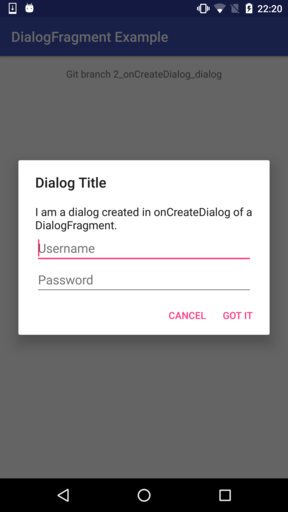 22:20
DialogFragment Example
Git branch 2_onCreateDialog_dialog
Dialog Title
I am a dialog created in onCreateDialog of a
DialogFragment.
Username
Password
CANCEL GOT IT